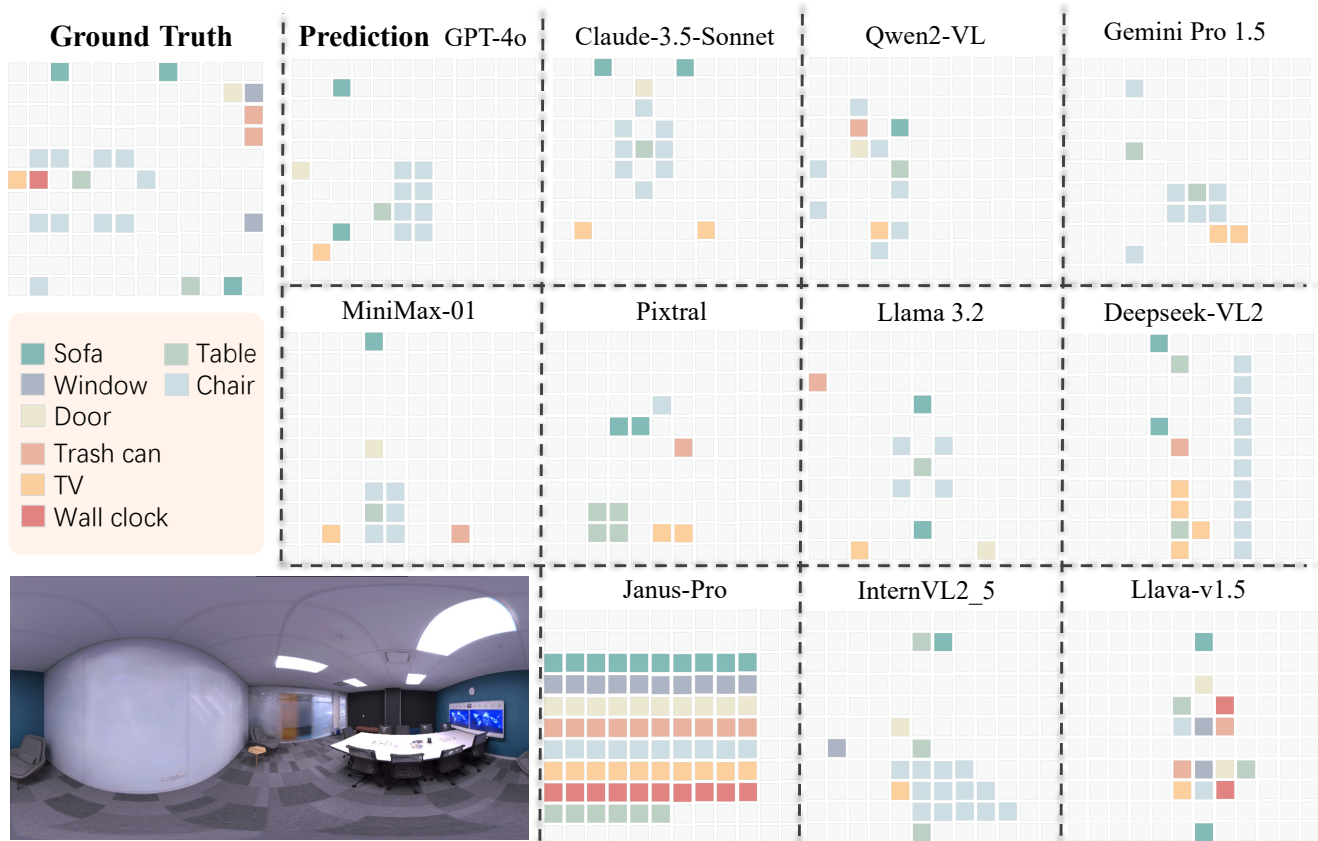 Ground Truth
Prediction GPT-4o
Claude-3.5-Sonnet
Qwen2-VL
Gemini Pro 1.5
MiniMax-01
Pixtral
Llama 3.2
Deepseek-VL2
Sofa
Table
Window
Chair
Door
Trash can
TV
Wall clock
Janus-Pro
InternVL2_5
Llava-v1.5